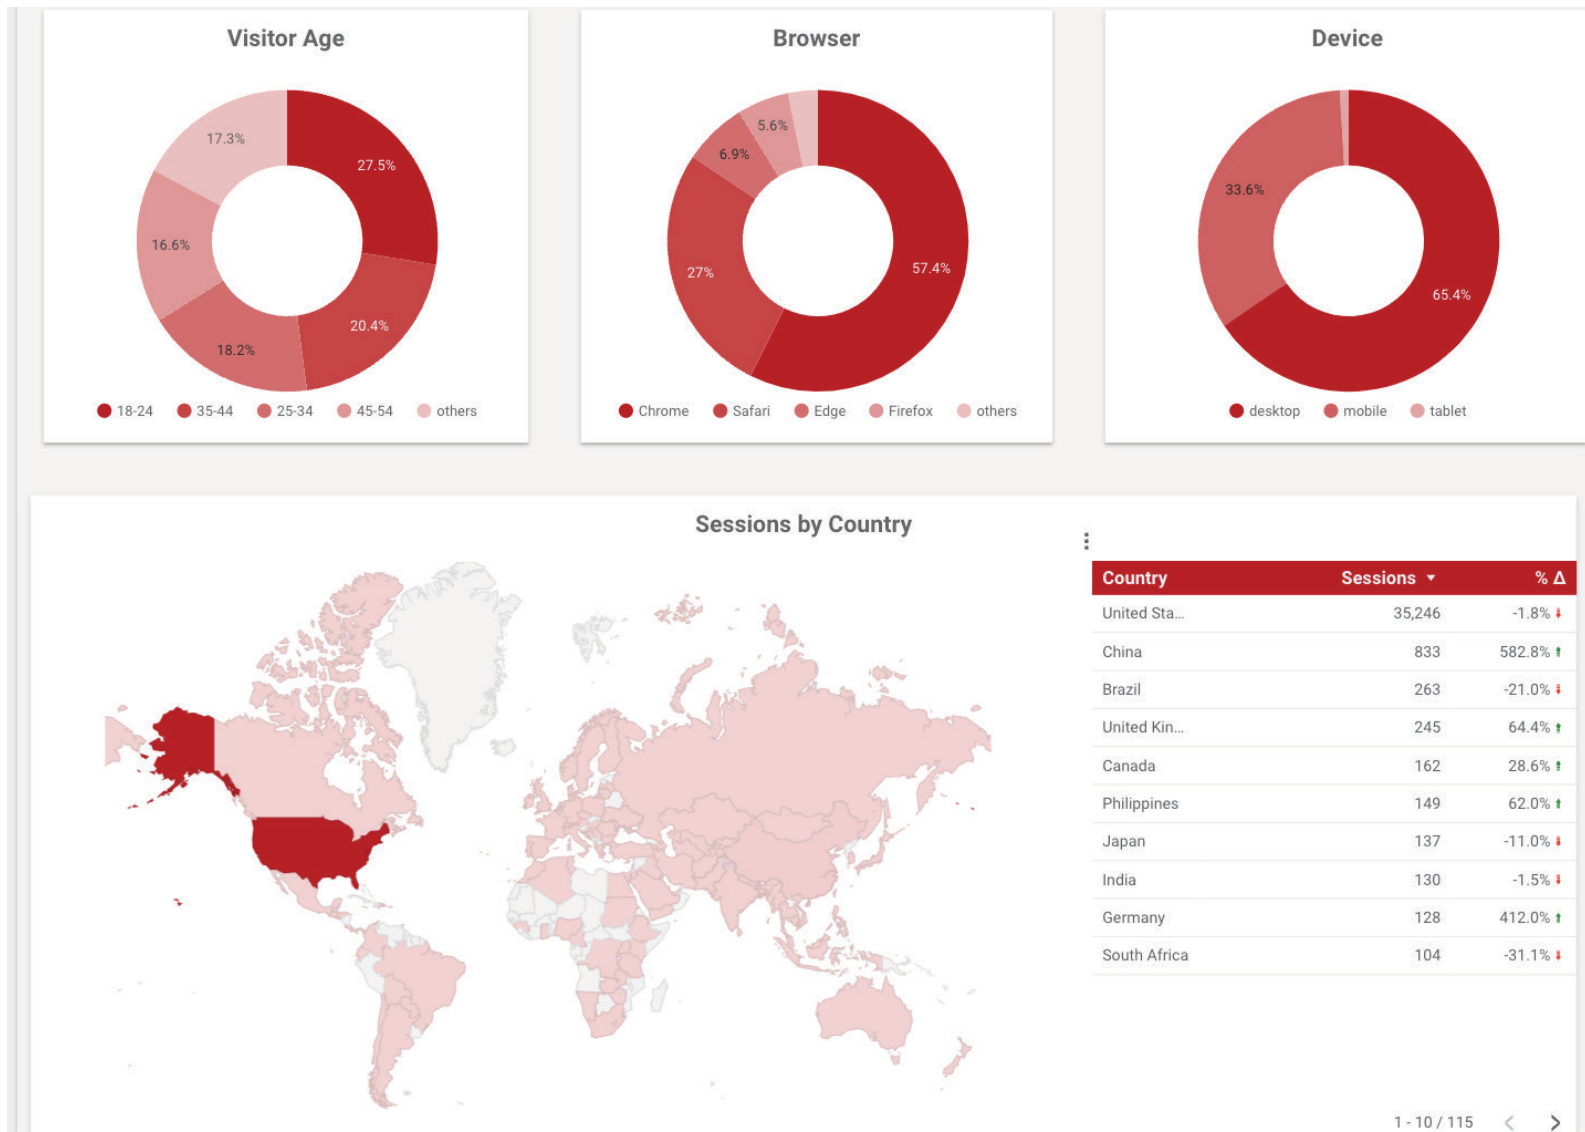 Visitor Age
17.3%
27.5%
16.6%
20.4%
18.2%
18-24 35-44 25-34 45-54 others
Browser
5.6%
6.9%
27%
57.4%
Chrome Safari Edge Firefox others
Device
33.6%
65.4%
desktop mobile tablet
Sessions by Country
Country Sessions % Δ
United Sta... 35,246 -1.8%
China 833 582.8%
Brazil 263 -21.0%
United Kin... 245 64.4%
Canada 162 28.6%
Philippines 149 62.0%
Japan 137 -11.0%
India 130 -1.5%
Germany 128 412.0%
South Africa 104 -31.1%
1 - 10 / 115